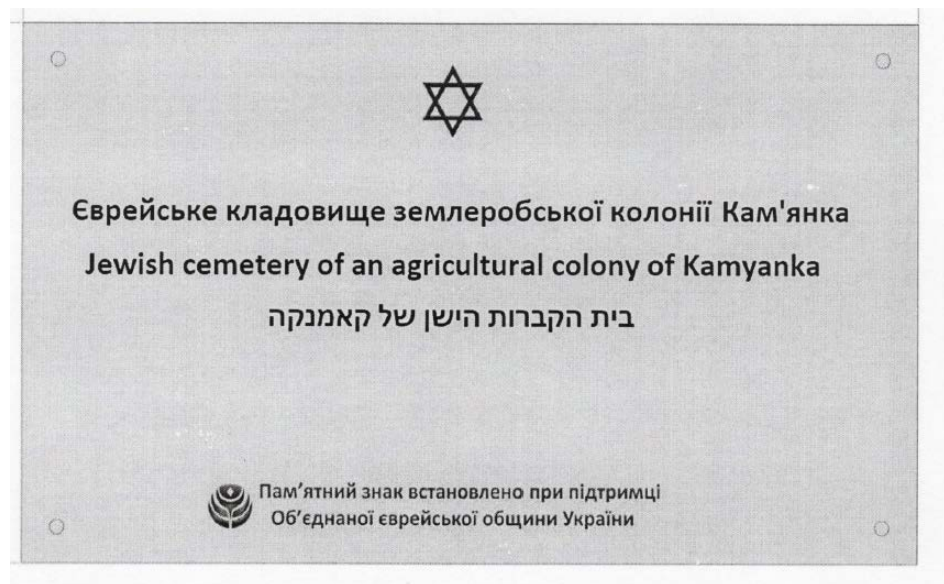 Єврейське кладовище землеробської колонії Кам'янка
Jewish cemetery of an agricultural colony of Kamyanka
בית הקברות הישן של קאמנקה
Пам’ятний знак встановлено при підтримці
Об’єднаної єврейської общини України